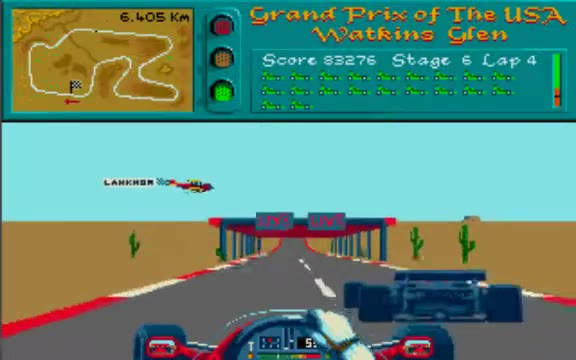 6.405 Km
Grand Prix of The USA
Watkins Glen
Score 83276 Stage 6 Lap 4
LANKHOR